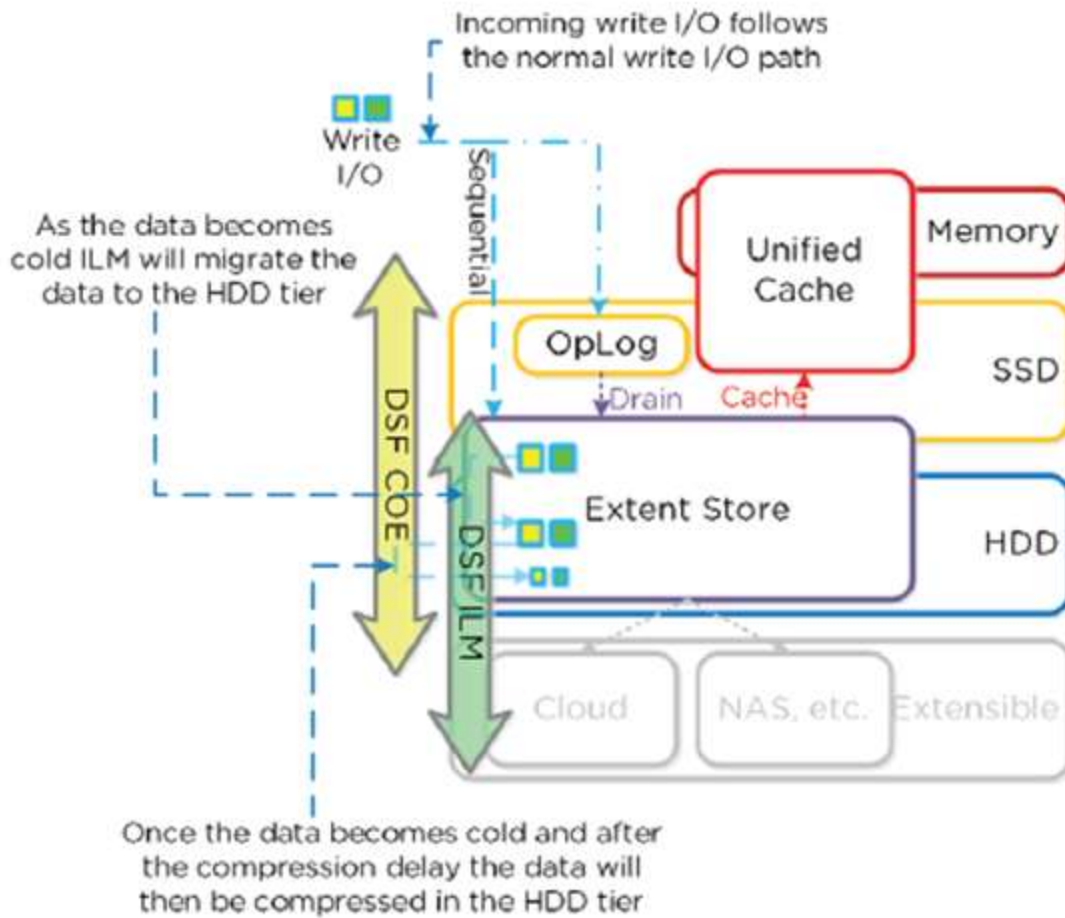 Incoming write I/O follows
the normal write I/O path
Write
I/O
Sequential
As the data becomes
cold ILM will migrate the
data to the HDD tier
Unified
Cache
Memory
OpLog
SSD
Drain
Cache
DSF COE
DSF ILM
Extent Store
HDD
Cloud
NAS, etc.
Extensible
Once the data becomes cold and after
the compression delay the data will
then be compressed in the HDD tier